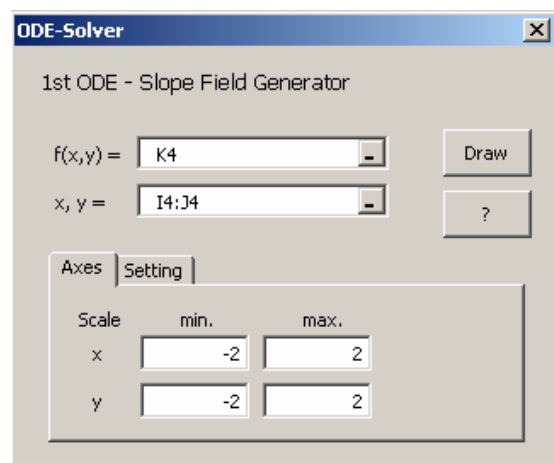 ODE-Solver
1st ODE - Slope Field Generator
f(x,y) = K4 Draw
x, y = I4:J4 ?
Axes Setting
Scale min. max.
x -2 2
y -2 2